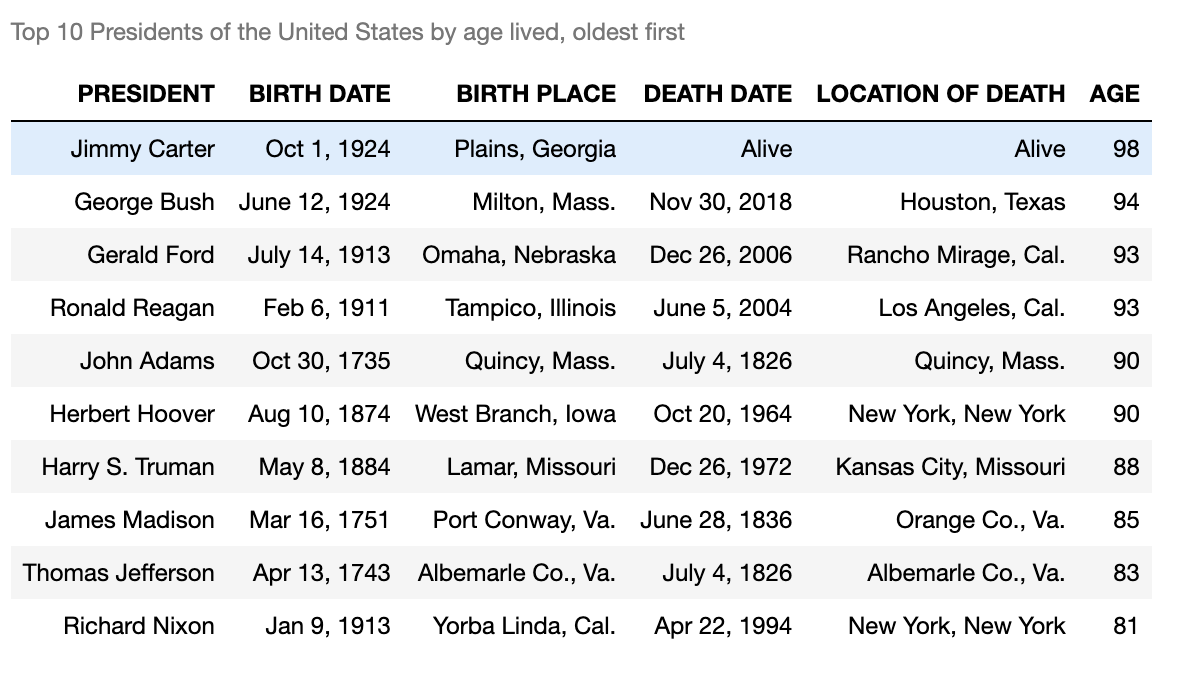 Top 10 Presidents of the United States by age lived, oldest first
PRESIDENT BIRTH DATE BIRTH PLACE DEATH DATE LOCATION OF DEATH AGE
Jimmy Carter Oct 1, 1924 Plains, Georgia Alive Alive 98
George Bush June 12, 1924 Milton, Mass. Nov 30, 2018 Houston, Texas 94
Gerald Ford July 14, 1913 Omaha, Nebraska Dec 26, 2006 Rancho Mirage, Cal. 93
Ronald Reagan Feb 6, 1911 Tampico, Illinois June 5, 2004 Los Angeles, Cal. 93
John Adams Oct 30, 1735 Quincy, Mass. July 4, 1826 Quincy, Mass. 90
Herbert Hoover Aug 10, 1874 West Branch, Iowa Oct 20, 1964 New York, New York 90
Harry S. Truman May 8, 1884 Lamar, Missouri Dec 26, 1972 Kansas City, Missouri 88
James Madison Mar 16, 1751 Port Conway, Va. June 28, 1836 Orange Co., Va. 85
Thomas Jefferson Apr 13, 1743 Albemarle Co., Va. July 4, 1826 Albemarle Co., Va. 83
Richard Nixon Jan 9, 1913 Yorba Linda, Cal. Apr 22, 1994 New York, New York 81